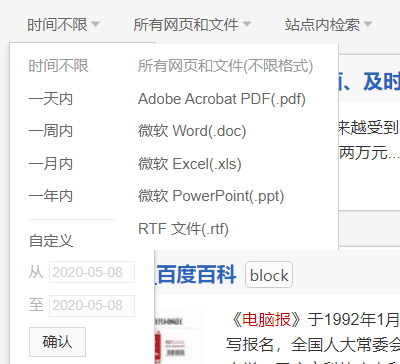 时间不限 所有网页和文件 站点内检索
时间不限
一天内
一周内
一月内
一年内
自定义
从 2020-05-08
至 2020-05-08
确认
所有网页和文件(不限格式)
Adobe Acrobat PDF(.pdf)
微软 Word(.doc)
微软 Excel(.xls)
微软 PowerPoint(.ppt)
RTF 文件(.rtf)
、及时
来越受到
两万元...
_百度百科 block
《电脑报》于1992年1月
写报名，全国人大常委会